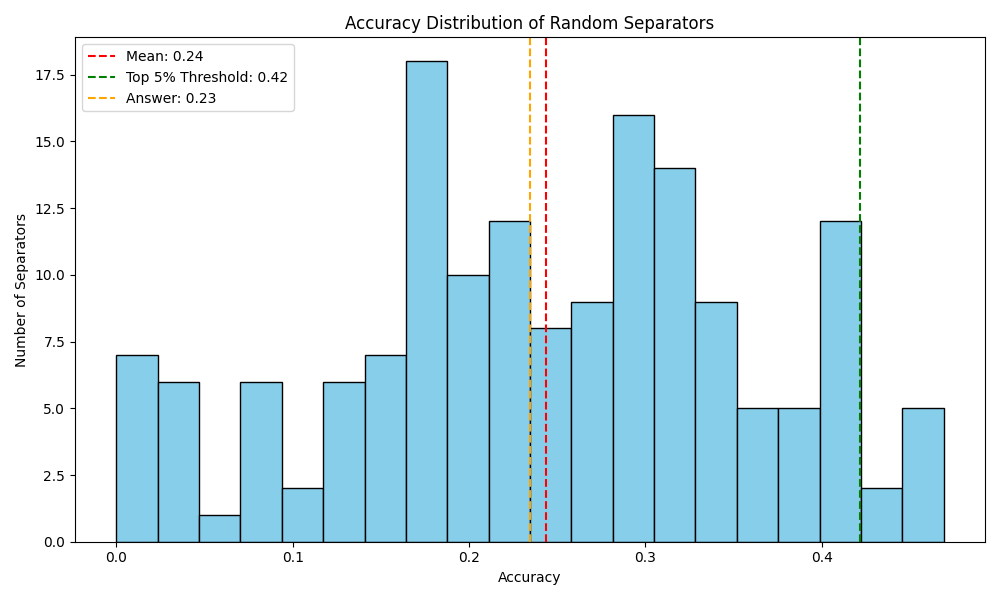 Accuracy Distribution of Random Separators
Mean: 0.24
Top 5% Threshold: 0.42
Answer: 0.23
Number of Separators
17.5
15.0
12.5
10.0
7.5
5.0
2.5
0.0
0.0 0.1 0.2 0.3 0.4
Accuracy